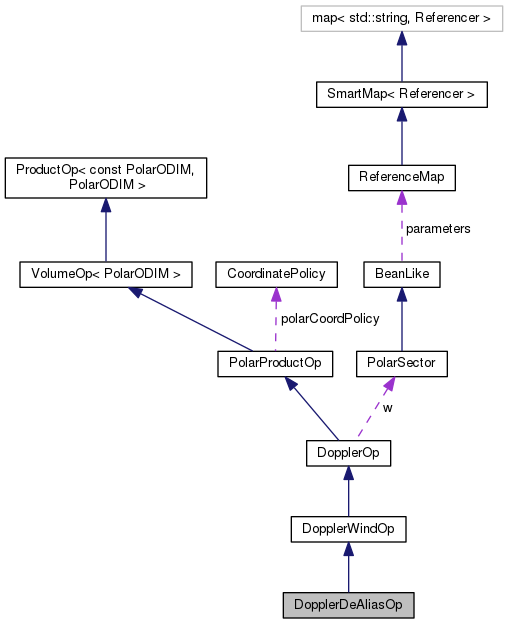 map< std::string, Referencer >
SmartMap< Referencer >
ProductOp< const PolarODIM,
PolarODIM >
ReferenceMap
parameters
VolumeOp< PolarODIM >
CoordinatePolicy
BeanLike
polarCoordPolicy
PolarProductOp
PolarSector
w
DopplerOp
DopplerWindOp
DopplerDeAliasOp